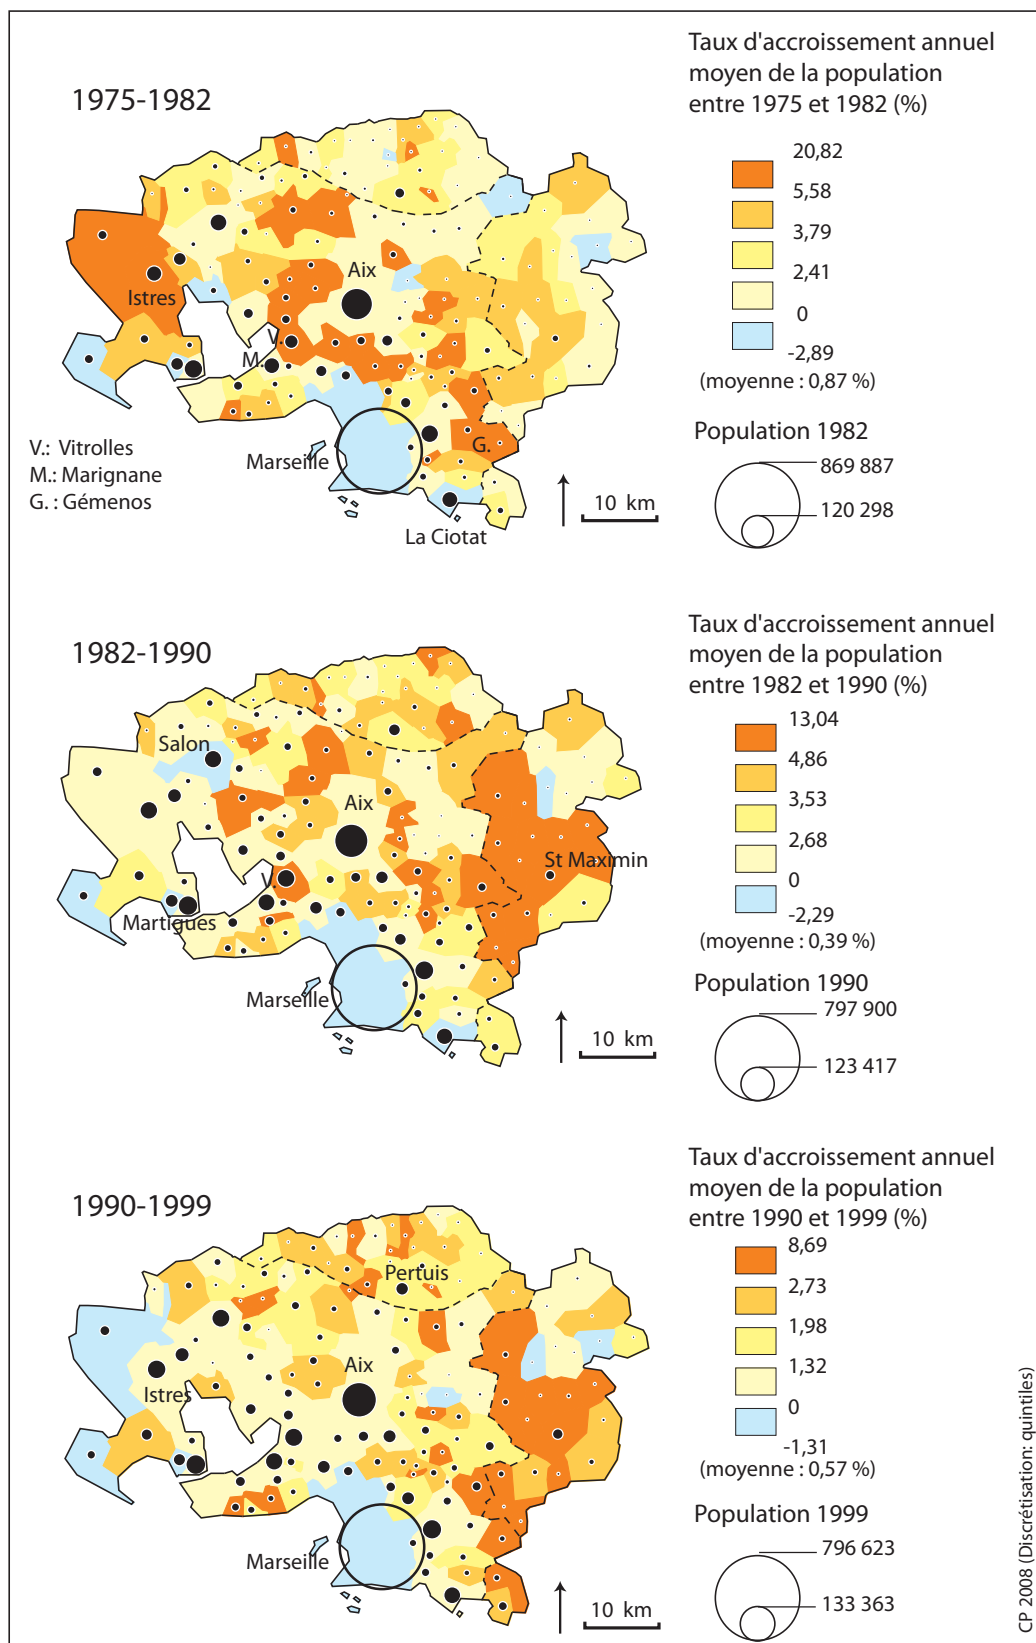 1975-1982
Taux d'accroissement annuel
moyen de la population
entre 1975 et 1982 (%)
20,82
5,58
3,79
2,41
0
-2,89
(moyenne : 0,87 %)
Aix
Istres
V.
M.
G.
V.: Vitrolles
M.: Marignane
G. : Gémenos
Marseille
La Ciotat
10 km
Population 1982
869 887
120 298
1982-1990
Taux d'accroissement annuel
moyen de la population
entre 1982 et 1990 (%)
13,04
4,86
3,53
2,68
0
-2,29
(moyenne : 0,39 %)
Salon
Aix
St Maximin
V.
Martigues
Marseille
10 km
Population 1990
797 900
123 417
1990-1999
Taux d'accroissement annuel
moyen de la population
entre 1990 et 1999 (%)
8,69
2,73
1,98
1,32
0
-1,31
(moyenne : 0,57 %)
Pertuis
Aix
Istres
Marseille
10 km
Population 1999
796 623
133 363
CP 2008 (Discrétisation: quintiles)